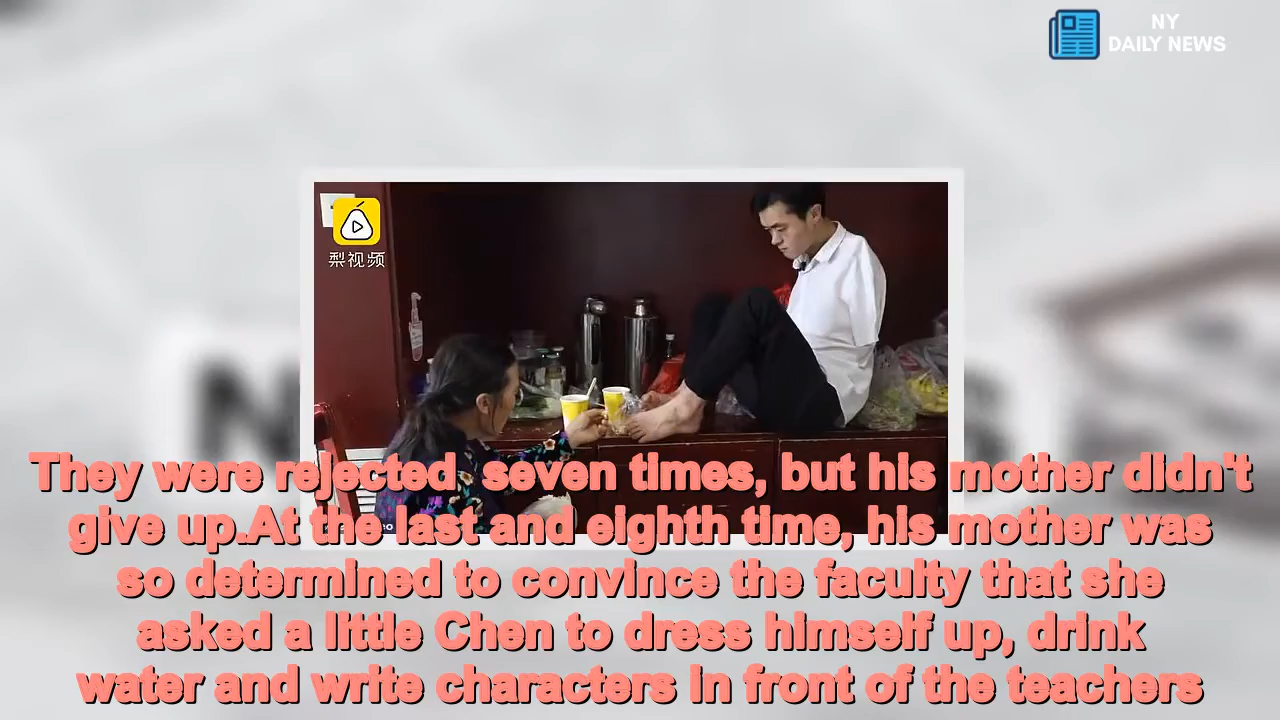 NY
DAILY NEWS
梨视频
They were rejected seven times, but his mother didn't
give up.At the last and eighth time, his mother was
so determined to convince the faculty that she
asked a little Chen to dress himself up, drink
water and write characters in front of the teachers